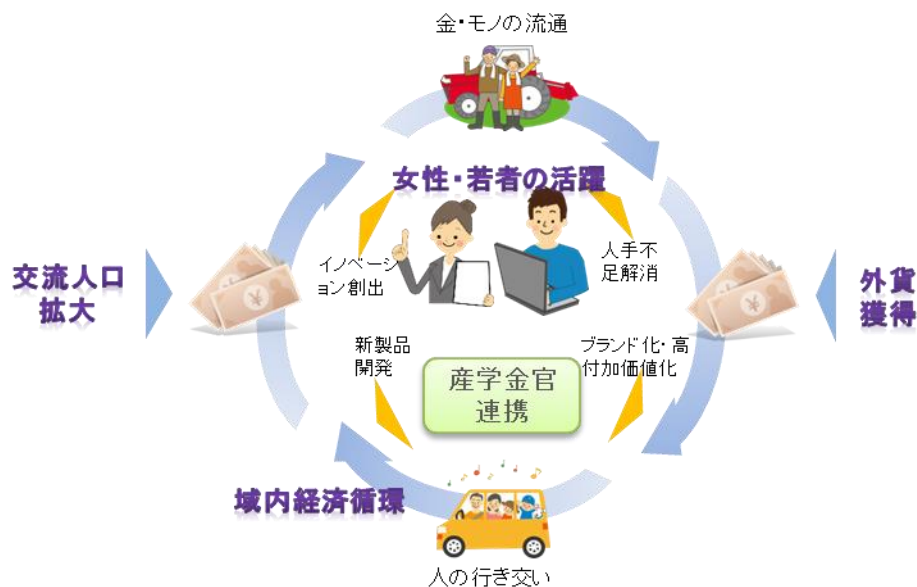 金・モノの流通
女性・若者の活躍
イノベーシ
ョン創出
人手不
足解消
交流人口
拡大
外貨
獲得
新製品
開発
ブランド化・高
付加価値化
産学金官
連携
域内経済循環
人の行き交い
¥
¥